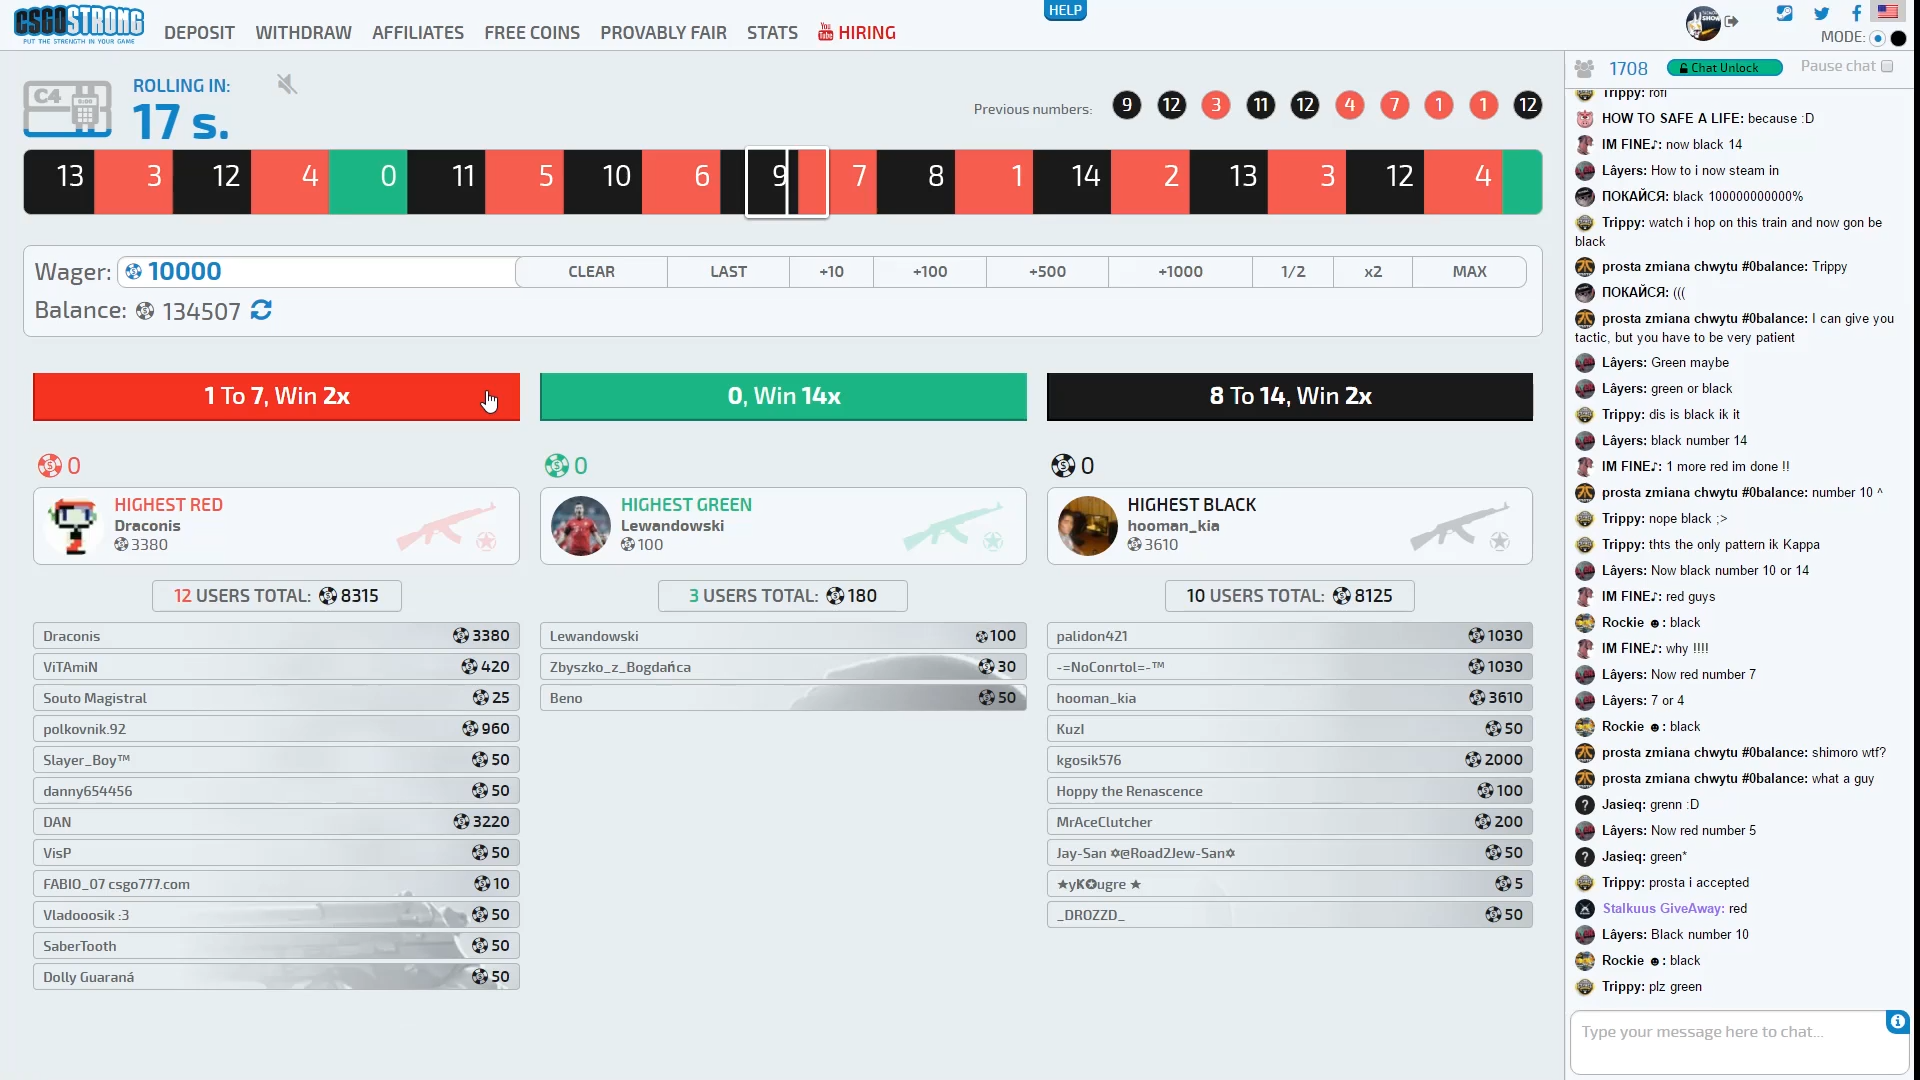 CSGOSTRONG
PUT THE STRENGTH IN YOUR GAME
DEPOSIT WITHDRAW AFFILIATES FREE COINS PROVABLY FAIR STATS HIRING
HELP
MODE:
C4
ROLLING IN:
17 s.
Previous numbers: 9 12 3 11 12 4 7 1 1 12
13 3 12 4 0 11 5 10 6 9 7 8 1 14 2 13 3 12 4
Wager: 10000 CLEAR LAST +10 +100 +500 +1000 1/2 x2 MAX
Balance: 134507
1 To 7, Win 2x
0, Win 14x
8 To 14, Win 2x
0
0
0
HIGHEST RED
Draconis
3380
HIGHEST GREEN
Lewandowski
100
HIGHEST BLACK
hooman_kia
3610
12 USERS TOTAL: 8315
3 USERS TOTAL: 180
10 USERS TOTAL: 8125
Draconis 3380
ViTAmiN 420
Souto Magistral 25
polkovnik.92 960
Slayer_Boy™ 50
danny654456 50
DAN 3220
VisP 50
FABIO_07 csgo777.com 10
Vladooosik :3 50
SaberTooth 50
Dolly Guaraná 50
Lewandowski 100
Zbyszko_z_Bogdańca 30
Beno 50
palidon421 1030
-=NoConrtol=-™ 1030
hooman_kia 3610
KuzI 50
kgosik576 2000
Hoppy the Renascence 100
MrAceClutcher 200
Jay-San ✡@Road2Jew-San✡ 50
★yK✪ugre ★ 5
_DROZZD_ 50
1708 Chat Unlock Pause chat
Trippy: rofl
HOW TO SAFE A LIFE: because :D
IM FINE♪: now black 14
Lâyers: How to i now steam in
ПОКАЙСЯ: black 100000000000%
Trippy: watch i hop on this train and now gon be
black
prosta zmiana chwytu #0balance: Trippy
ПОКАЙСЯ: (((
prosta zmiana chwytu #0balance: I can give you
tactic, but you have to be very patient
Lâyers: Green maybe
Lâyers: green or black
Trippy: dis is black ik it
Lâyers: black number 14
IM FINE♪: 1 more red im done !!
prosta zmiana chwytu #0balance: number 10 ^
Trippy: nope black ;>
Trippy: thts the only pattern ik Kappa
Lâyers: Now black number 10 or 14
IM FINE♪: red guys
Rockie ☻: black
IM FINE♪: why !!!!
Lâyers: Now red number 7
Lâyers: 7 or 4
Rockie ☻: black
prosta zmiana chwytu #0balance: shimoro wtf?
prosta zmiana chwytu #0balance: what a guy
Jasieq: grenn :D
Lâyers: Now red number 5
Jasieq: green*
Trippy: prosta i accepted
Stalkuus GiveAway: red
Lâyers: Black number 10
Rockie ☻: black
Trippy: plz green
Type your message here to chat...